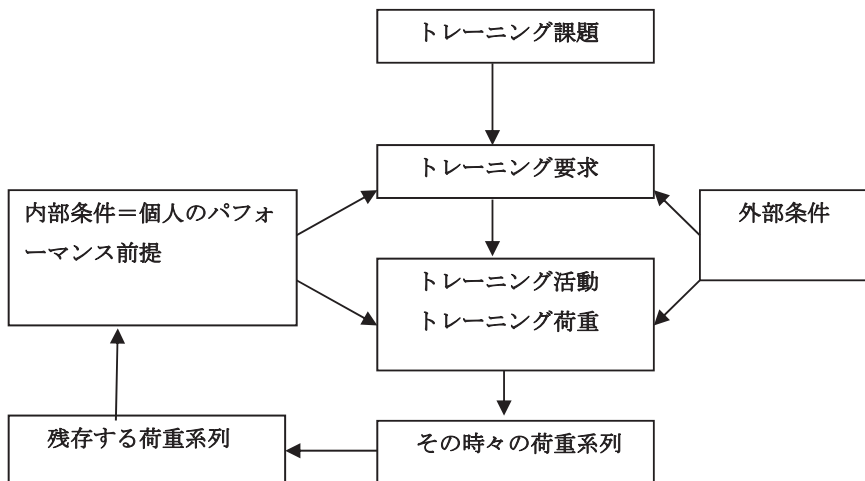 トレーニング課題
トレーニング要求
内部条件＝個人のパフォ
ーマンス前提
外部条件
トレーニング活動
トレーニング荷重
残存する荷重系列
その時々の荷重系列